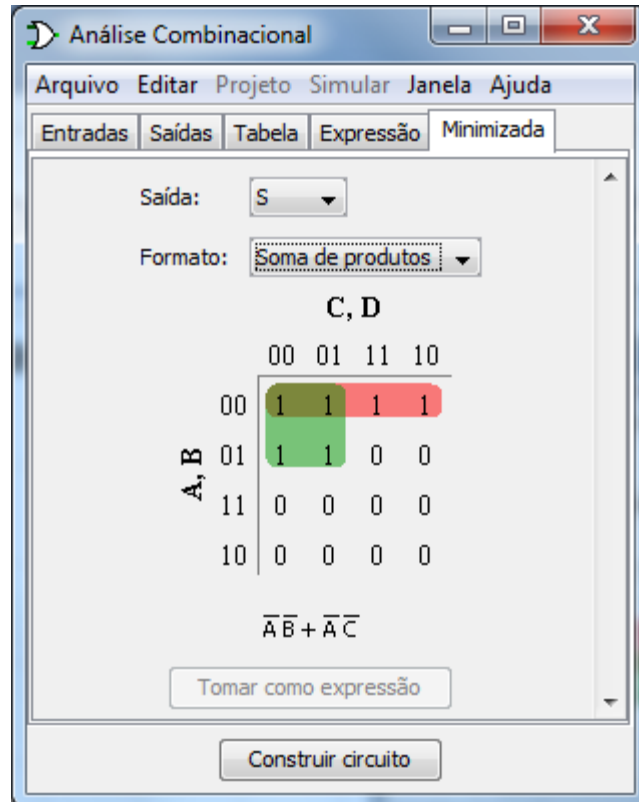 Análise Combinacional
Arquivo Editar Projeto Simular Janela Ajuda
Entradas Saídas Tabela Expressão Minimizada
Saída: S
Formato: Soma de produtos
C, D
00 01 11 10
A, B
00 1 1 1 1
01 1 1 0 0
11 0 0 0 0
10 0 0 0 0
A̅ B̅ + A̅ C̅
Tomar como expressão
Construir circuito